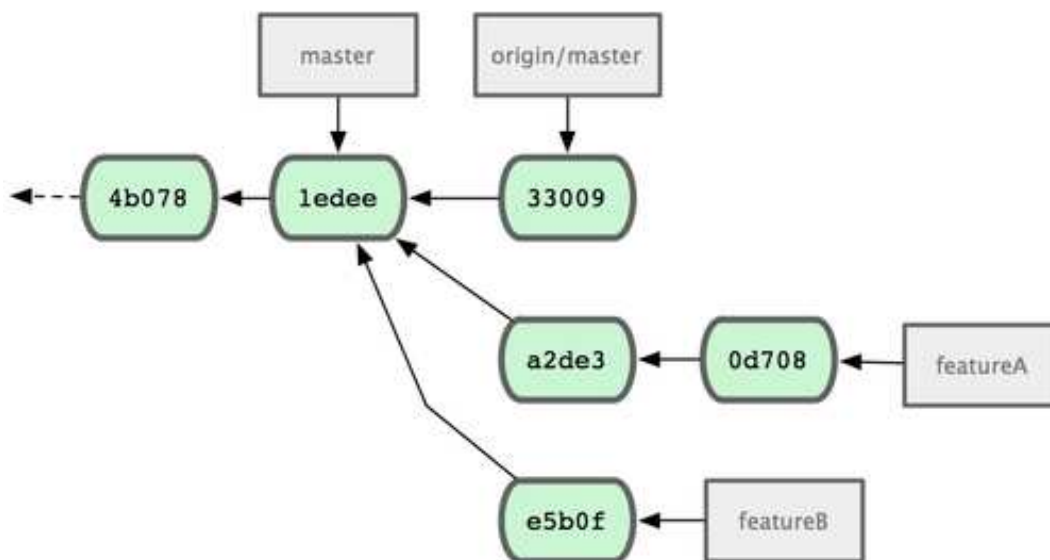 master
origin/master
4b078
1edee
33009
a2de3
0d708
featureA
e5b0f
featureB